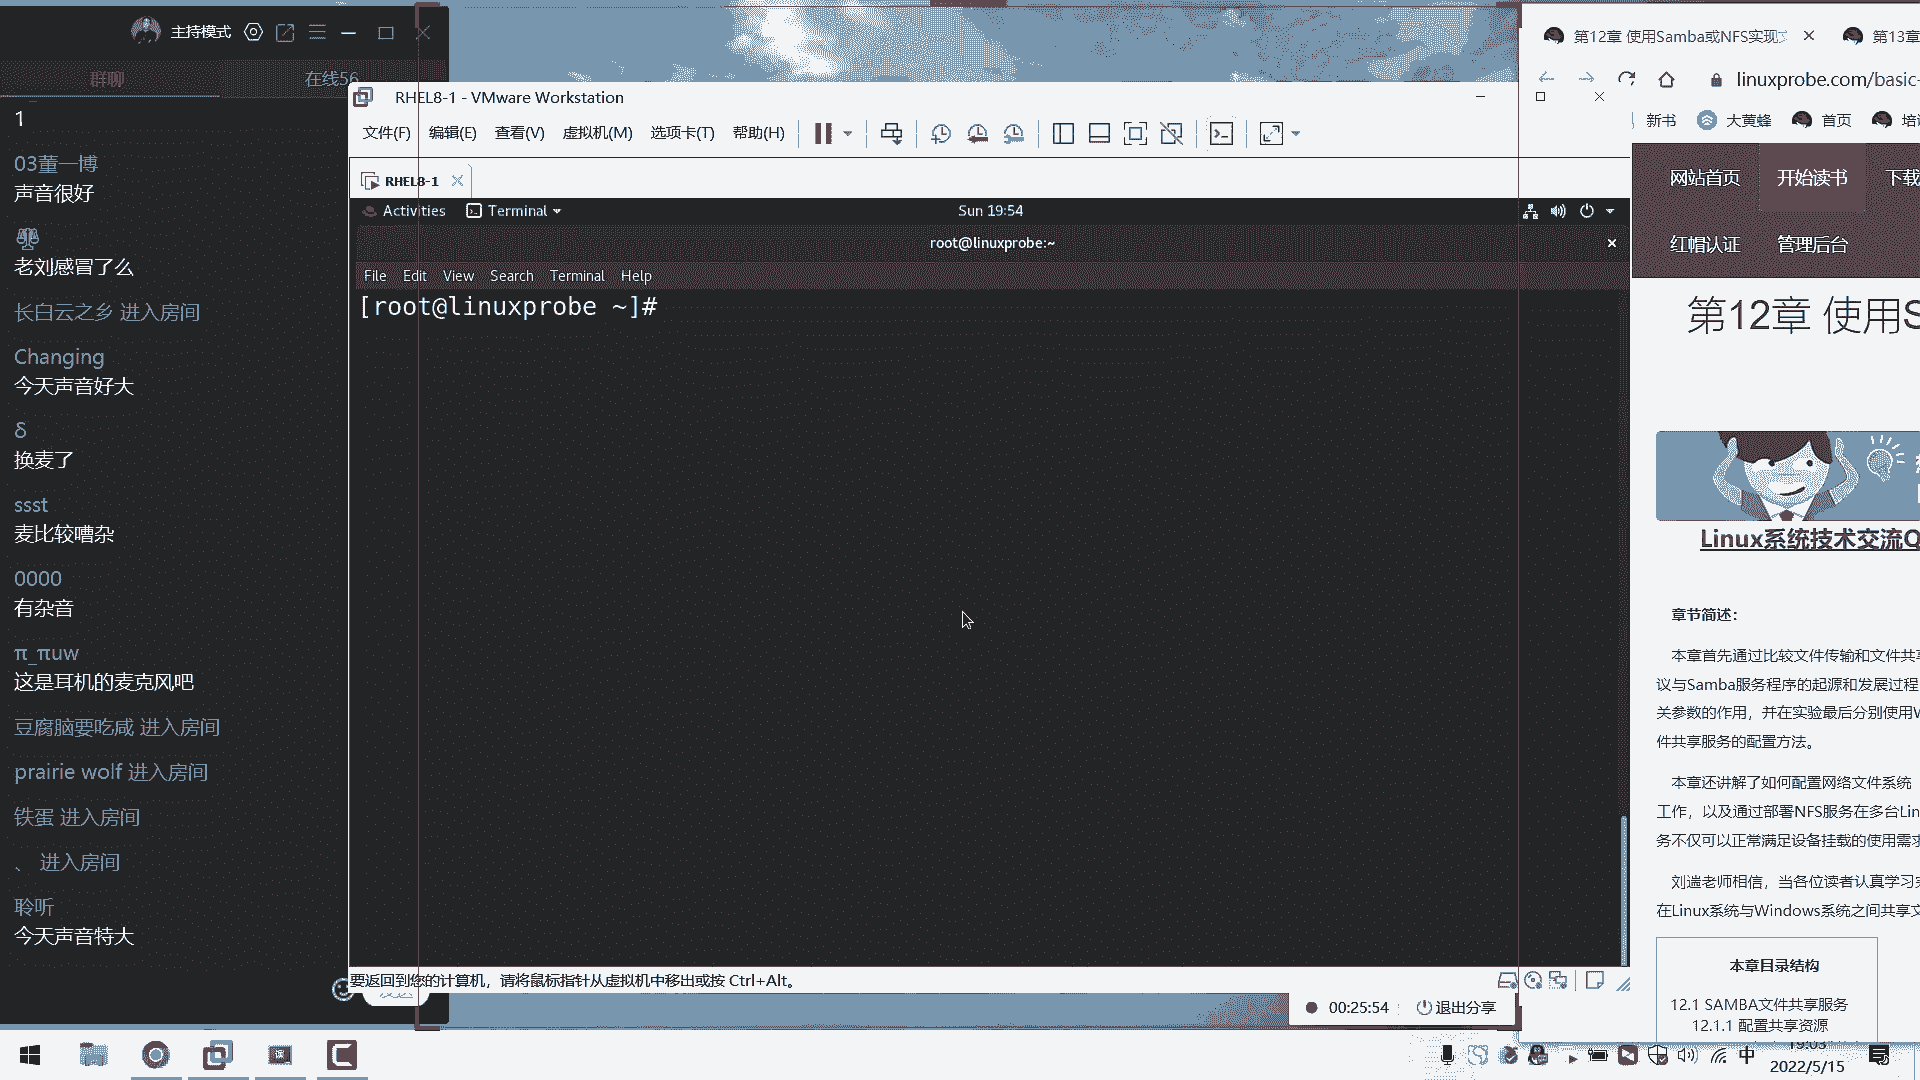 主持模式
群聊
在线56
1
03董一博
声音很好
老刘感冒了么
长白云之乡 进入房间
Changing
今天声音好大
δ
换麦了
ssst
麦比较嘈杂
0000
有杂音
π_πuw
这是耳机的麦克风吧
豆腐脑要吃咸 进入房间
prairie wolf 进入房间
铁蛋 进入房间
、 进入房间
聆听
今天声音特大
RHEL8-1 - VMware Workstation
文件(F) 编辑(E) 查看(V) 虚拟机(M) 选项卡(T) 帮助(H)
RHEL8-1
Activities Terminal Sun 19:54
root@linuxprobe:~
File Edit View Search Terminal Help
[root@linuxprobe ~]#
要返回到您的计算机，请将鼠标指针从虚拟机中移出或按 Ctrl+Alt。
00:25:54 退出分享
第12章 使用Samba或NFS实现文 第13章
linuxprobe.com/basic-
新书 大黄蜂 首页 培
网站首页 开始读书 下载
红帽认证 管理后台
第12章 使用S
Linux系统技术交流Q
章节简述：
本章首先通过比较文件传输和文件共享
议与Samba服务程序的起源和发展过程
关参数的作用，并在实验最后分别使用W
件共享服务的配置方法。
本章还讲解了如何配置网络文件系统
工作，以及通过部署NFS服务在多台Lin
务不仅可以正常满足设备挂载的使用需求
刘遄老师相信，当各位读者认真学习完
在Linux系统与Windows系统之间共享文
本章目录结构
12.1 SAMBA文件共享服务
12.1.1 配置共享资源
中
19:03
2022/5/15